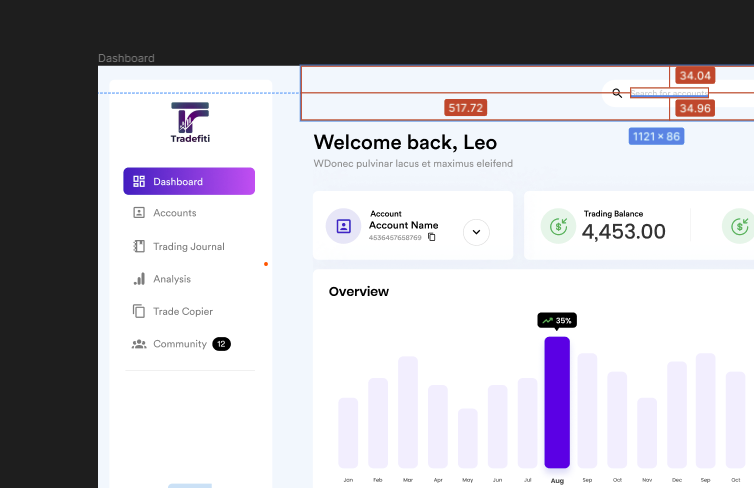 Dashboard
34.04
Search for accounts
517.72
34.96
1121 × 86
Tradefiti
Welcome back, Leo
WDonec pulvinar lacus et maximus eleifend
Dashboard
Accounts
Trading Journal
Analysis
Trade Copier
Community 12
Account
Account Name
4536457658769
Trading Balance
4,453.00
Overview
35%
Jan Feb Mar Apr May Jun Jul Aug Sep Oct Nov Dec Sep Oct